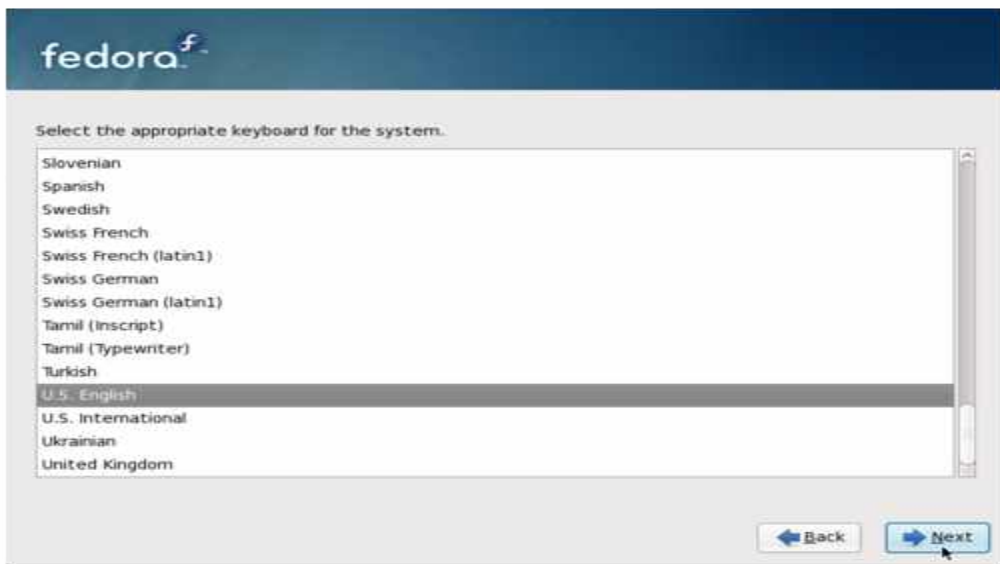 fedora
Select the appropriate keyboard for the system.
Slovenian
Spanish
Swedish
Swiss French
Swiss French (latin1)
Swiss German
Swiss German (latin1)
Tamil (Inscript)
Tamil (Typewriter)
Turkish
U.S. English
U.S. International
Ukrainian
United Kingdom
Back
Next